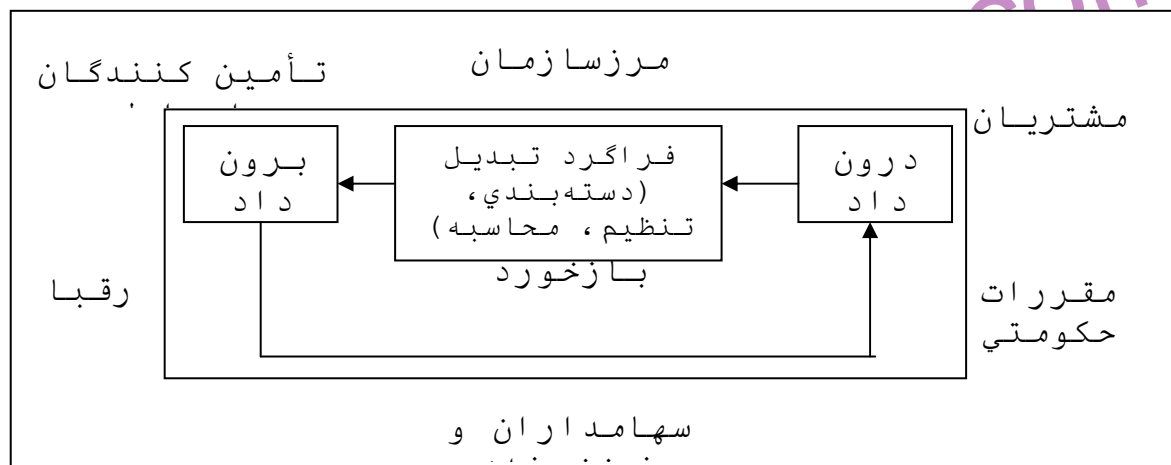 مرزسازمان
تأمين كنندگان
مشتريان
درون
داد
فراگرد تبديل
(دسته‌بندي،
تنظيم، محاسبه)
برون
داد
بازخورد
مقررات
حكومتي
رقبا
سهامداران و